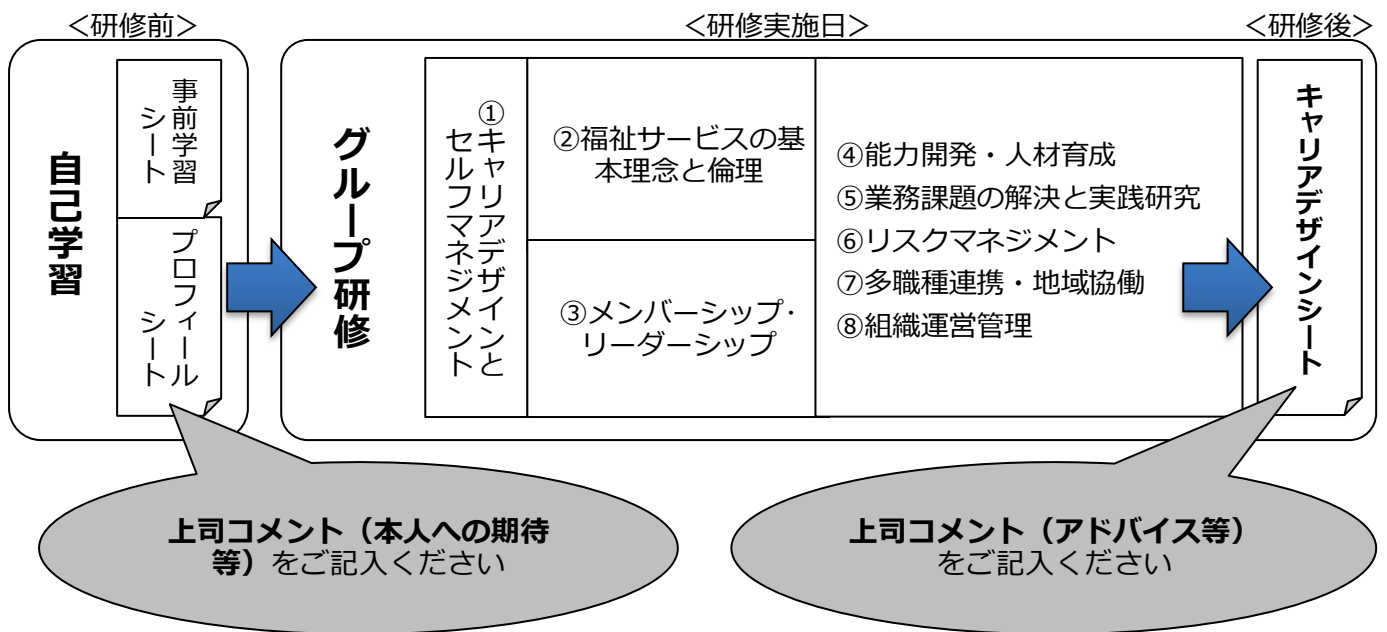 ＜研修前＞
＜研修実施日＞
＜研修後＞
自己学習
事前学習
シート
プロフィール
シート
グループ研修
①キャリアデザインと
セルフマネジメント
②福祉サービスの基
本理念と倫理
③メンバーシップ・
リーダーシップ
④能力開発・人材育成
⑤業務課題の解決と実践研究
⑥リスクマネジメント
⑦多職種連携・地域協働
⑧組織運営管理
キャリアデザインシート
上司コメント（本人への期待
等）をご記入ください
上司コメント（アドバイス等）
をご記入ください